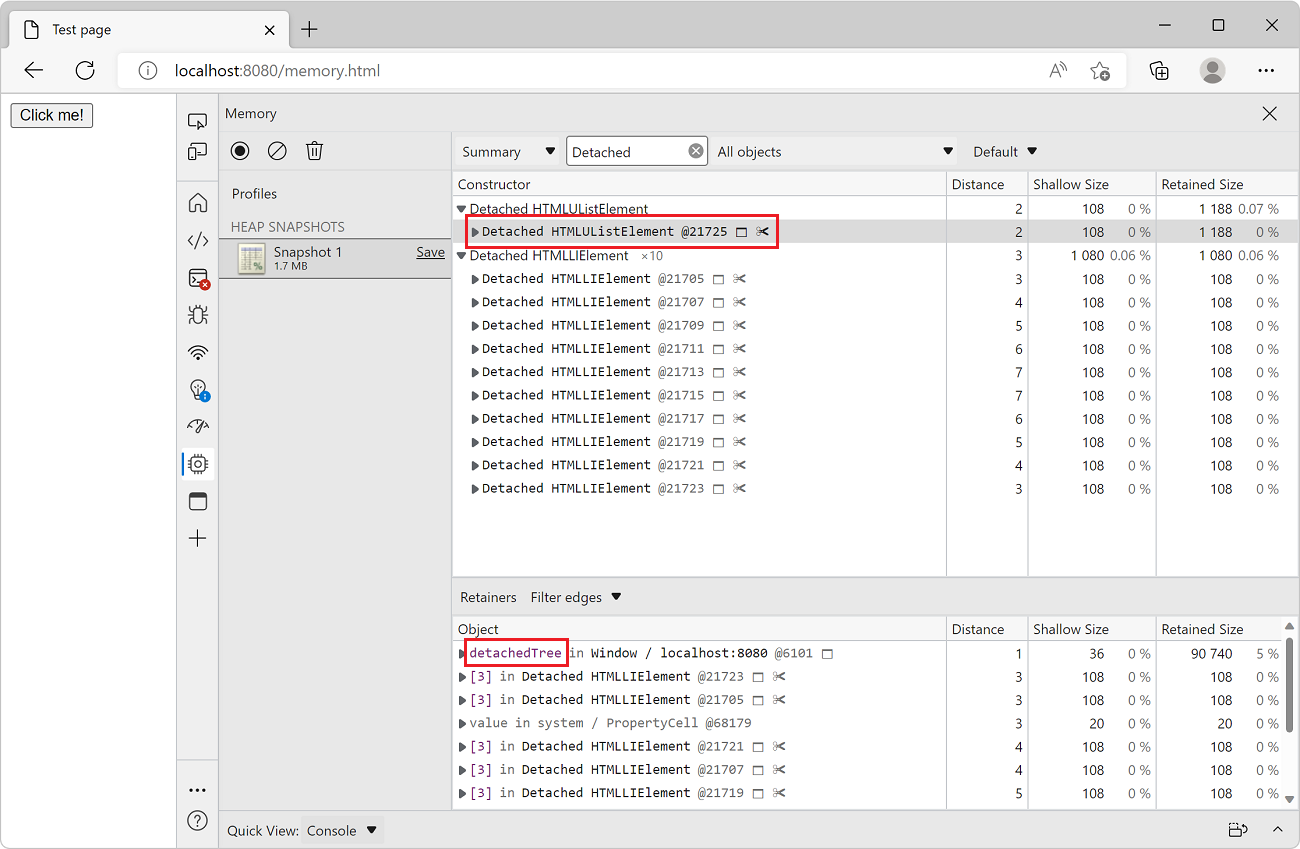 Test page
localhost:8080/memory.html
Click me!
Memory
Summary Detached All objects Default
Profiles
HEAP SNAPSHOTS
Snapshot 1 Save
1.7 MB
Constructor Distance Shallow Size Retained Size
Detached HTMLUListElement 2 108 0 % 1 188 0.07 %
Detached HTMLUListElement @21725 2 108 0 % 1 188 0 %
Detached HTMLLIElement ×10 3 1 080 0.06 % 1 080 0.06 %
Detached HTMLLIElement @21705 3 108 0 % 108 0 %
Detached HTMLLIElement @21707 4 108 0 % 108 0 %
Detached HTMLLIElement @21709 5 108 0 % 108 0 %
Detached HTMLLIElement @21711 6 108 0 % 108 0 %
Detached HTMLLIElement @21713 7 108 0 % 108 0 %
Detached HTMLLIElement @21715 7 108 0 % 108 0 %
Detached HTMLLIElement @21717 6 108 0 % 108 0 %
Detached HTMLLIElement @21719 5 108 0 % 108 0 %
Detached HTMLLIElement @21721 4 108 0 % 108 0 %
Detached HTMLLIElement @21723 3 108 0 % 108 0 %
Retainers Filter edges
Object Distance Shallow Size Retained Size
detachedTree in Window / localhost:8080 @6101 1 36 0 % 90 740 5 %
[3] in Detached HTMLLIElement @21723 3 108 0 % 108 0 %
[3] in Detached HTMLLIElement @21705 3 108 0 % 108 0 %
value in system / PropertyCell @68179 3 20 0 % 20 0 %
[3] in Detached HTMLLIElement @21721 4 108 0 % 108 0 %
[3] in Detached HTMLLIElement @21707 4 108 0 % 108 0 %
[3] in Detached HTMLLIElement @21719 5 108 0 % 108 0 %
Quick View: Console